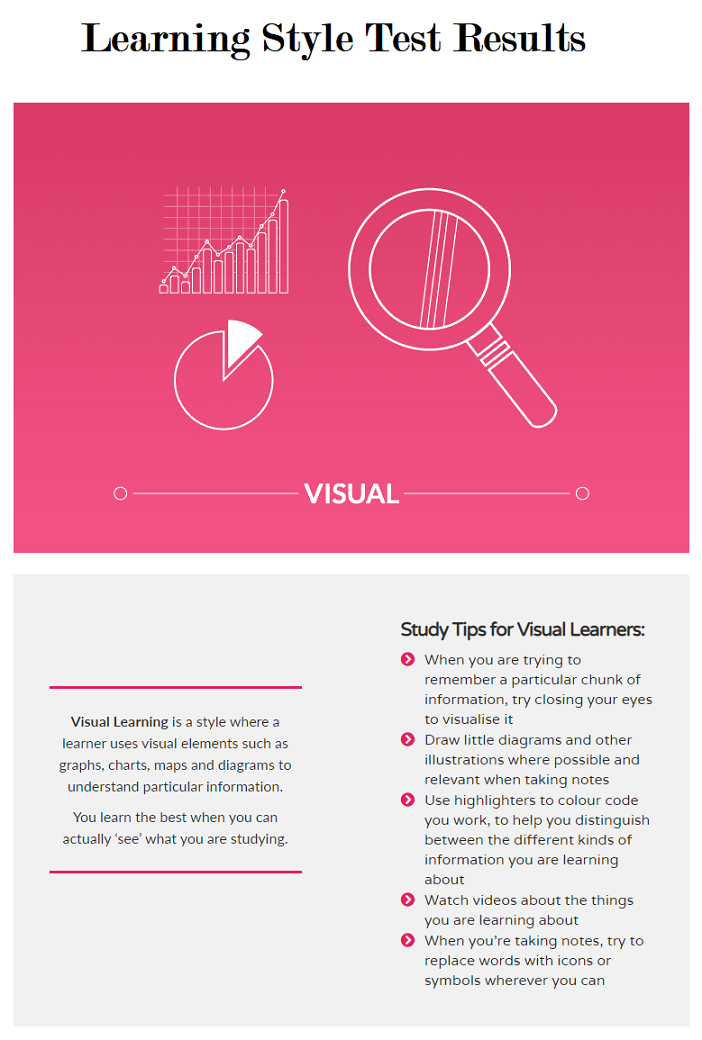 Learning Style Test Results
VISUAL
Visual Learning is a style where a
learner uses visual elements such as
graphs, charts, maps and diagrams to
understand particular information.
You learn the best when you can
actually ‘see’ what you are studying.
Study Tips for Visual Learners:
When you are trying to
remember a particular chunk of
information, try closing your eyes
to visualise it
Draw little diagrams and other
illustrations where possible and
relevant when taking notes
Use highlighters to colour code
you work, to help you distinguish
between the different kinds of
information you are learning
about
Watch videos about the things
you are learning about
When you’re taking notes, try to
replace words with icons or
symbols wherever you can